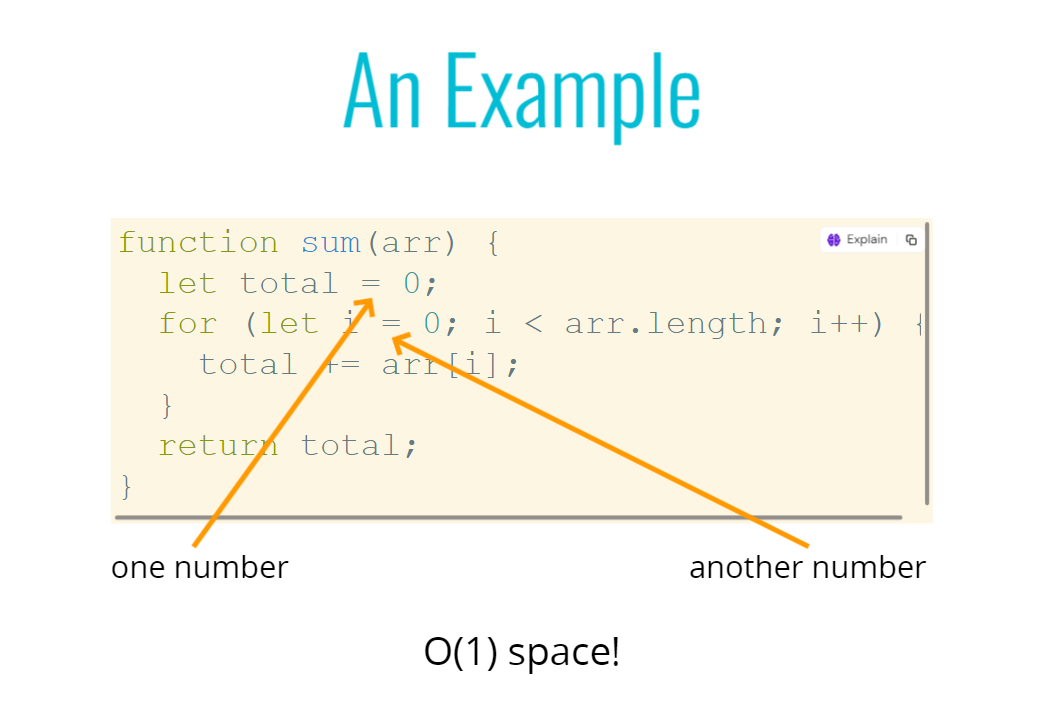 An Example
function sum(arr) {
Explain
let total = 0;
for (let i = 0; i < arr.length; i++) {
total += arr[i];
}
return total;
}
one number
another number
O(1) space!